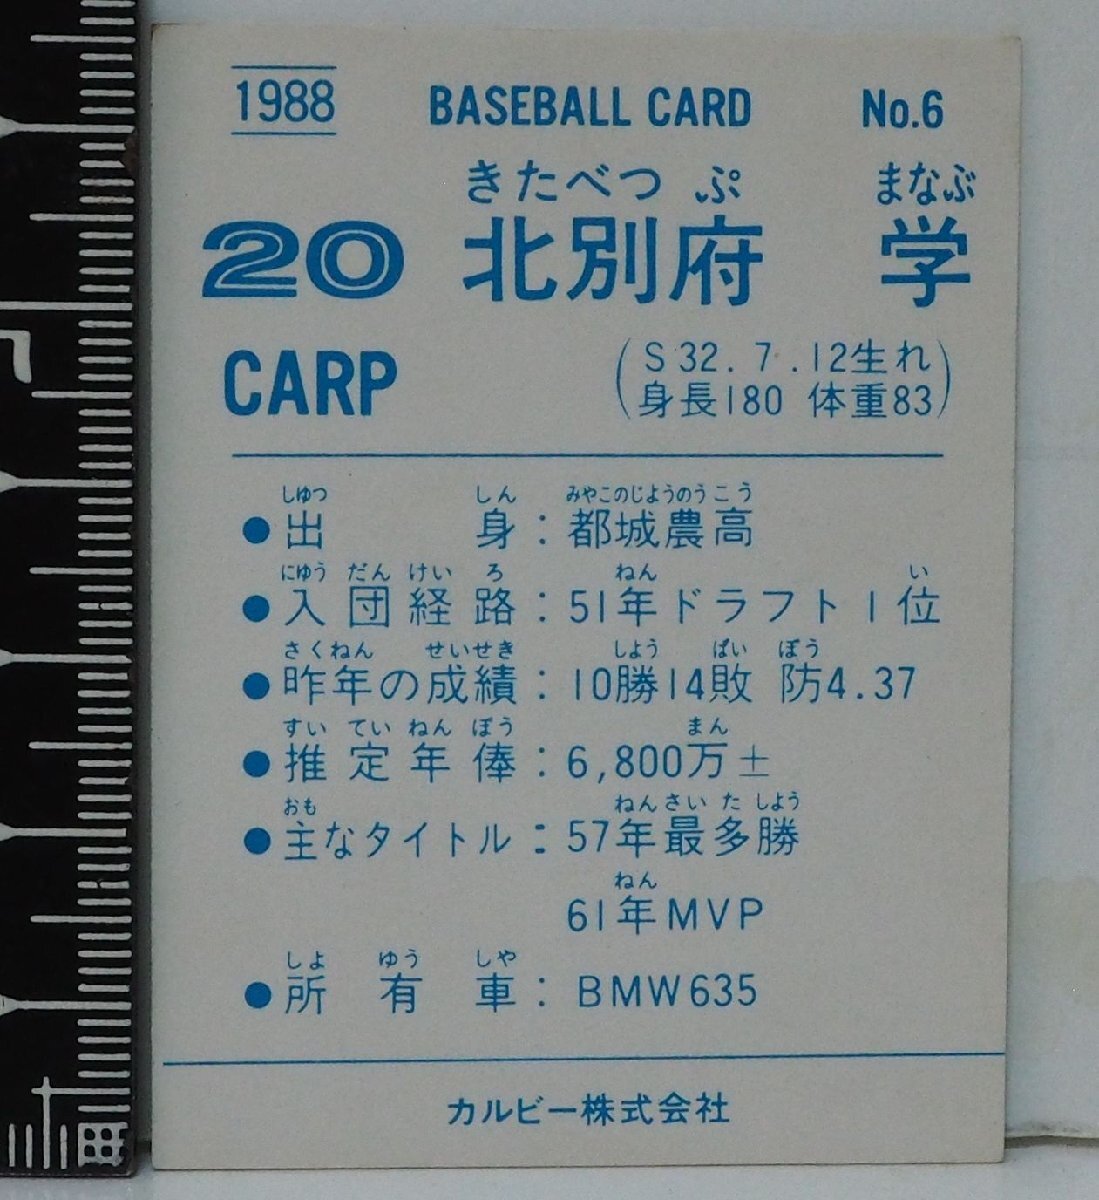 1988 BASEBALL CARD No.6
きたべつぷ まなぶ
20 北別府 学
CARP
(S32.7.12生れ
身長180 体重83)
しゆつ しん みやこのじようのうこう
●出身：都城農高
にゆう だん けい ろ ねん い
●入団経路：51年ドラフト1位
さくねん せいせき しよう ぱい ぼう
●昨年の成績：10勝14敗 防4.37
すい てい ねん ぽう まん
●推定年俸：6,800万±
おも ねんさい た しよう
●主なタイトル：57年最多勝
ねん
61年MVP
しよ ゆう しや
●所有車：BMW635
カルビー株式会社